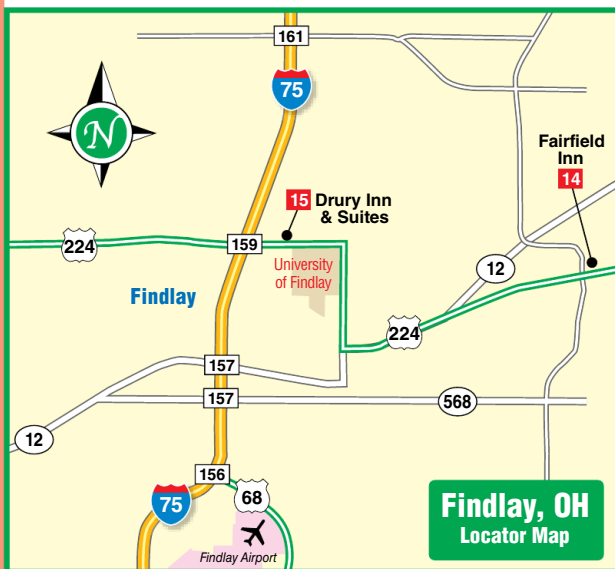 161
75
N
Fairfield
Inn
14
15 Drury Inn
& Suites
224
159
University
of Findlay
12
Findlay
224
157
157
568
12
156
75
68
Findlay Airport
Findlay, OH
Locator Map